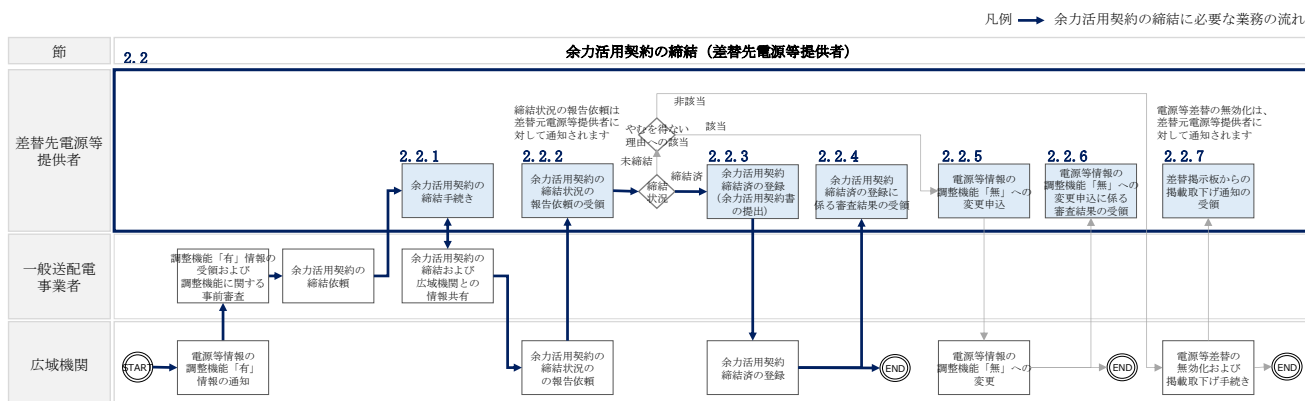 凡例 余力活用契約の締結に必要な業務の流れ
節
2.2
余力活用契約の締結（差替先電源等提供者）
差替先電源等
提供者
締結状況の報告依頼は
差替元電源等提供者に
対して通知されます
非該当
やむを得ない
理由への該当
該当
未締結
電源等差替の無効化は、
差替元電源等提供者に
対して通知されます
2.2.1
余力活用契約の
締結手続き
2.2.2
余力活用契約の
締結状況の
報告依頼の受領
締結
状況
締結済
2.2.3
余力活用契約
締結済の登録
(余力活用契約書
の提出)
2.2.4
余力活用契約
締結済の登録に
係る審査結果の受領
2.2.5
電源等情報の
調整機能「無」への
変更申込
2.2.6
電源等情報の
調整機能「無」への
変更申込に係る
審査結果の受領
2.2.7
差替掲示板からの
掲載取下げ通知の
受領
一般送配電
事業者
調整機能「有」情報の
受領および
調整機能に関する
事前審査
余力活用契約の
締結依頼
余力活用契約の
締結および
広域機関との
情報共有
広域機関
START
電源等情報の
調整機能「有」
情報の通知
余力活用契約の
締結状況の
の報告依頼
余力活用契約
締結済の登録
END
電源等情報の
調整機能「無」への
変更
END
電源等差替の
無効化および
掲載取下げ手続き
END